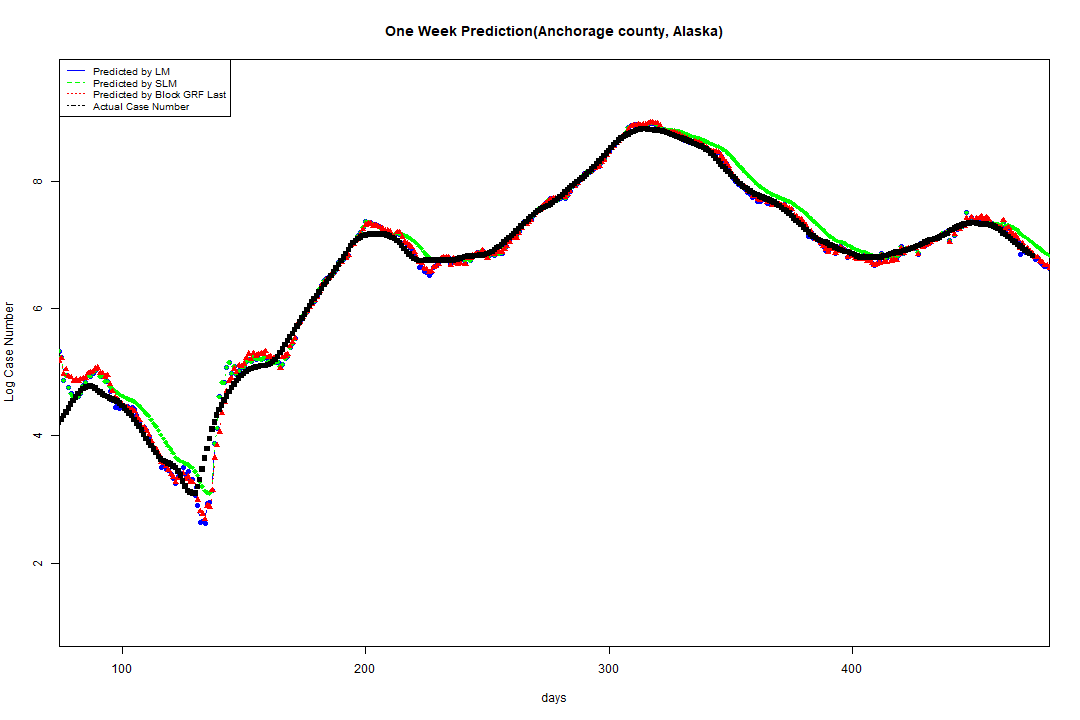 One Week Prediction(Anchorage county, Alaska)
Predicted by LM
Predicted by SLM
Predicted by Block GRF Last
Actual Case Number
8
6
4
2
Log Case Number
100 200 300 400
days